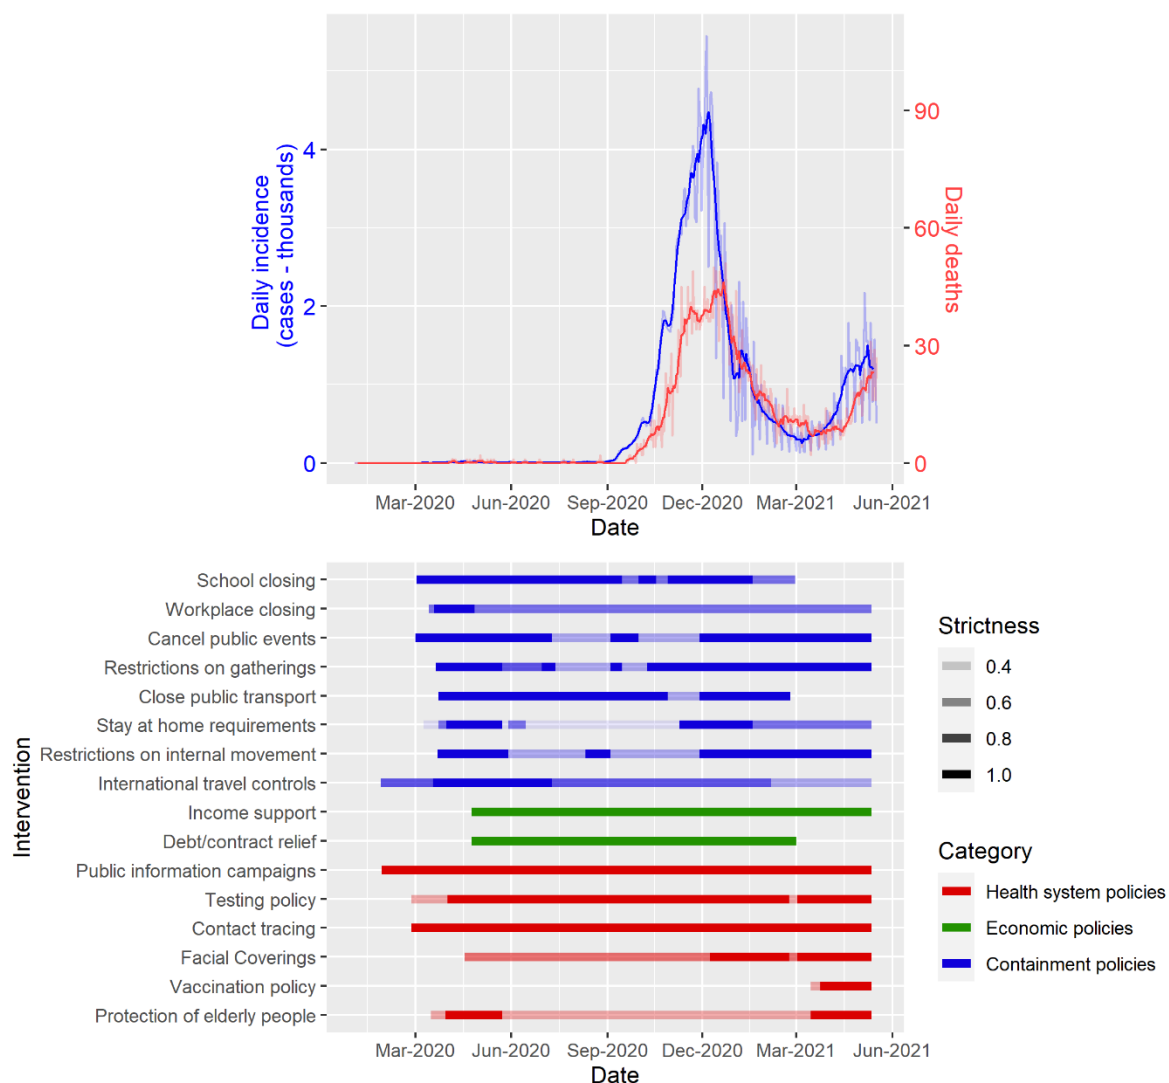 Daily incidence
(cases - thousands)
4
2
0
90
60
30
0
Daily deaths
Mar-2020 Jun-2020 Sep-2020 Dec-2020 Mar-2021 Jun-2021
Date
Intervention
School closing
Workplace closing
Cancel public events
Restrictions on gatherings
Close public transport
Stay at home requirements
Restrictions on internal movement
International travel controls
Income support
Debt/contract relief
Public information campaigns
Testing policy
Contact tracing
Facial Coverings
Vaccination policy
Protection of elderly people
Mar-2020 Jun-2020 Sep-2020 Dec-2020 Mar-2021 Jun-2021
Date
Strictness
0.4
0.6
0.8
1.0
Category
Health system policies
Economic policies
Containment policies